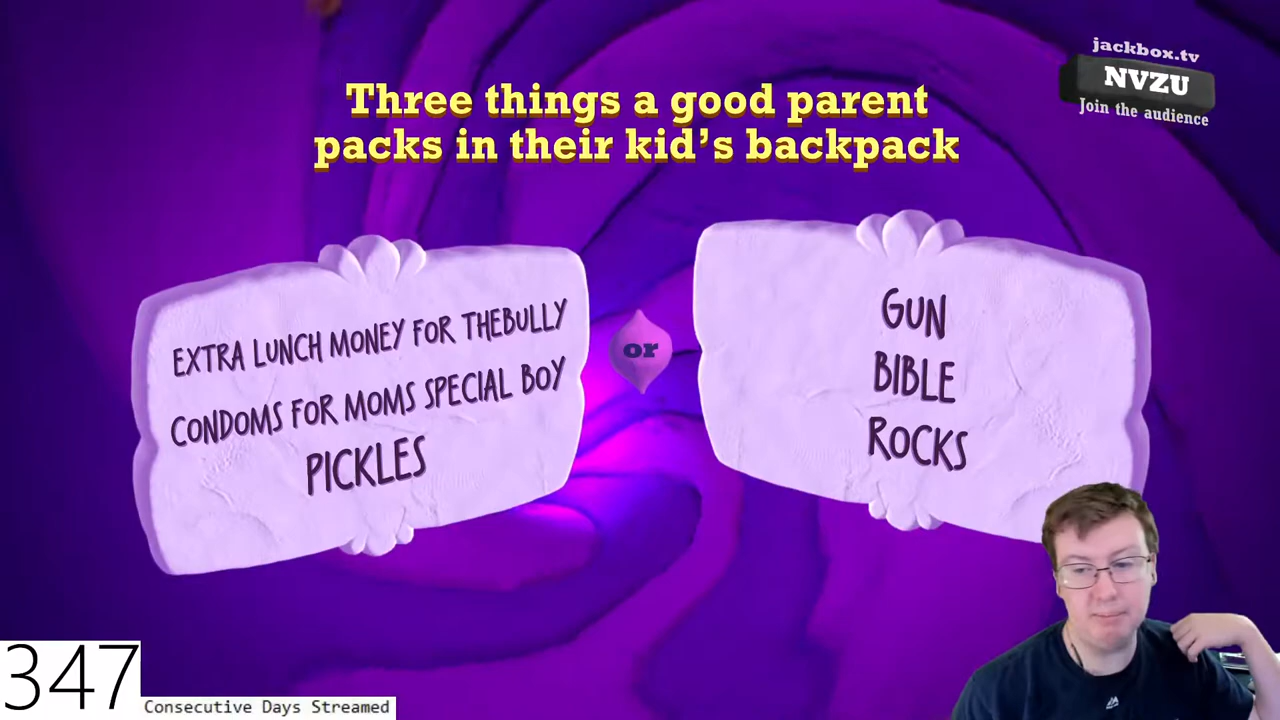 jackbox.tv
NVZU
Join the audience
Three things a good parent
packs in their kid's backpack
EXTRA LUNCH MONEY FOR THEBULLY
CONDOMS FOR MOMS SPECIAL BOY
PICKLES
or
GUN
BIBLE
ROCKS
347
Consecutive Days Streamed